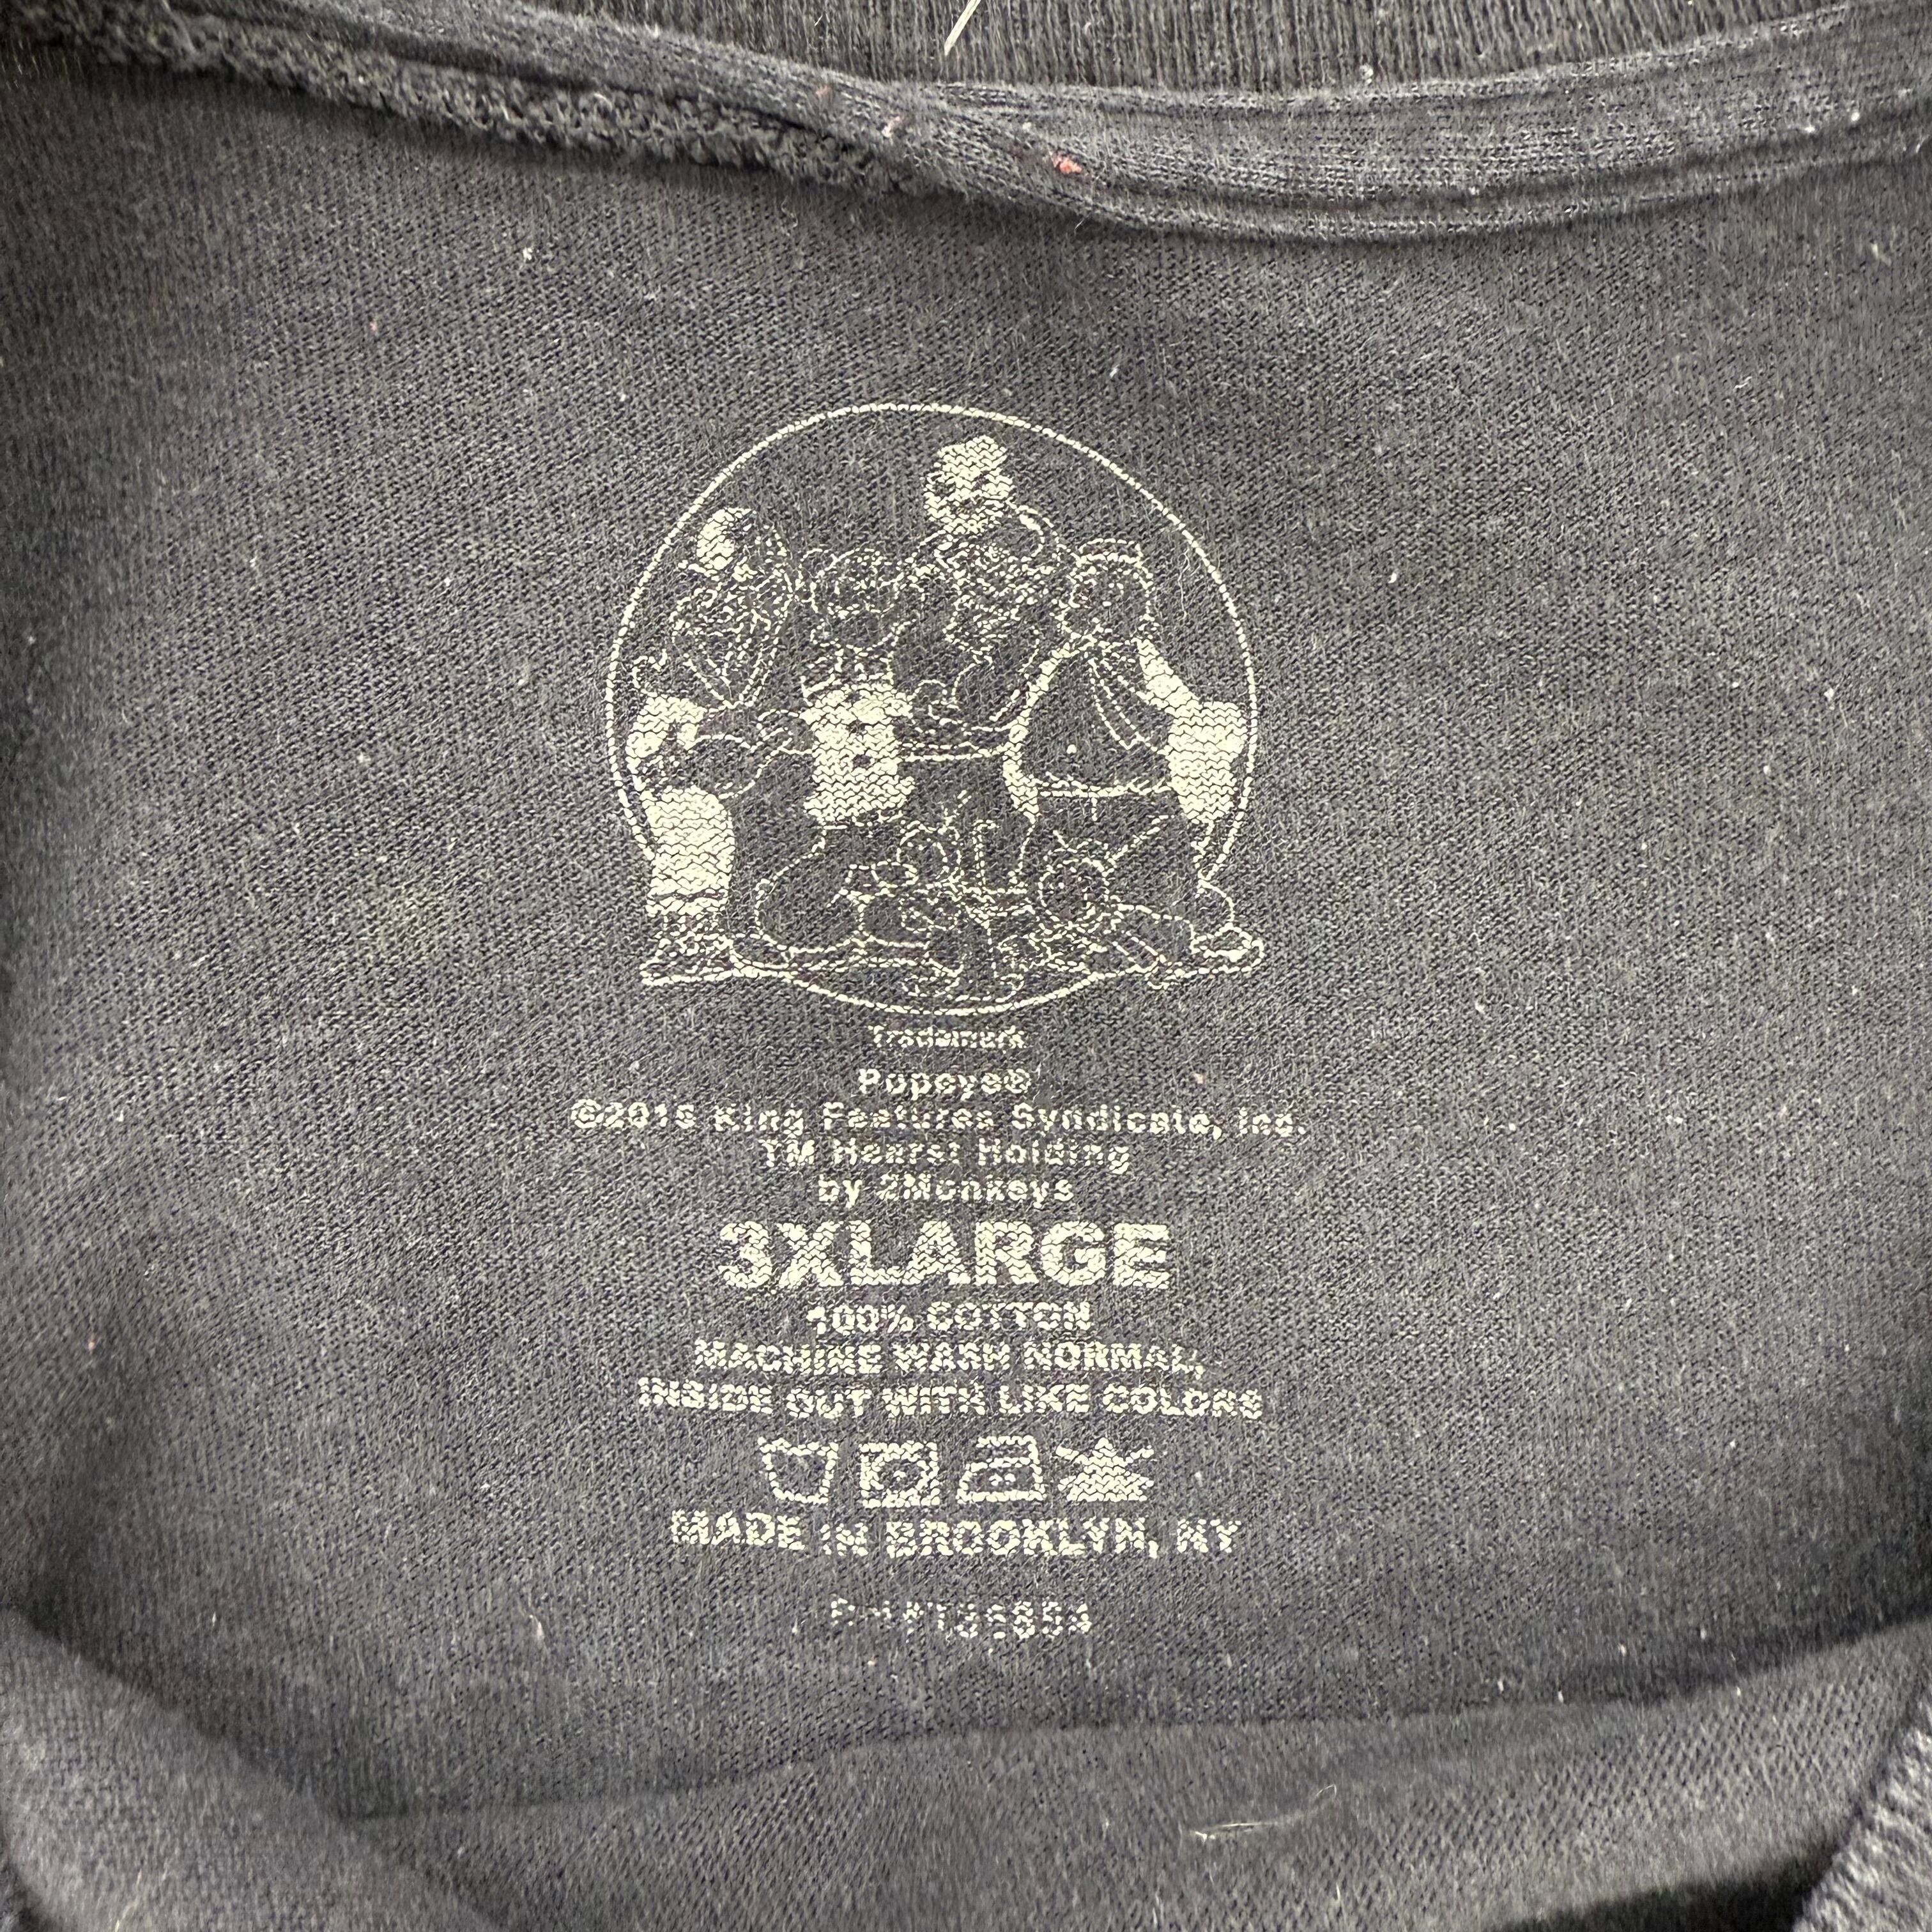 Trademark
Popeye®
©2015 King Features Syndicate, Inc.
TM Hearst Holding
by 2Monkeys
3XLARGE
100% COTTON
MACHINE WASH NORMAL,
INSIDE OUT WITH LIKE COLORS
MADE IN BROOKLYN, NY